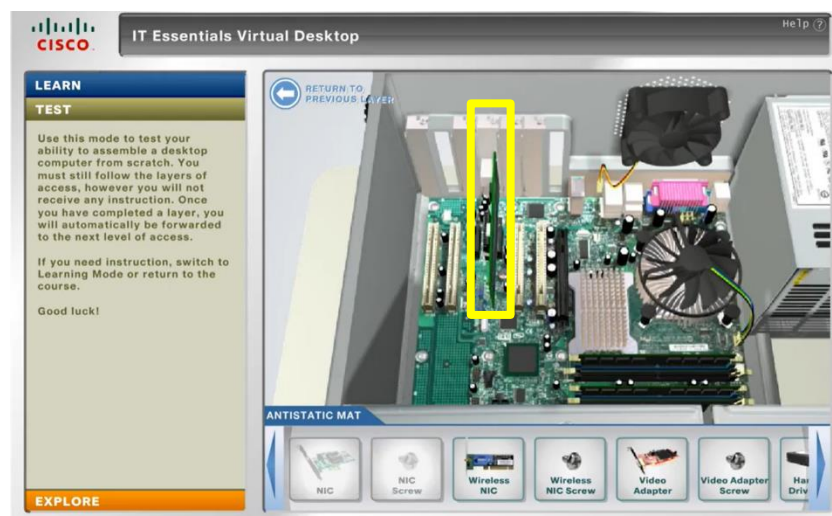 CISCO
IT Essentials Virtual Desktop
Help ?
LEARN
TEST
Use this mode to test your
ability to assemble a desktop
computer from scratch. You
must still follow the layers of
access, however you will not
receive any instruction. Once
you have completed a layer, you
will automatically be forwarded
to the next level of access.
If you need instruction, switch to
Learning Mode or return to the
course.
Good luck!
EXPLORE
RETURN TO
PREVIOUS LAYER
ANTISTATIC MAT
NIC
NIC
Screw
Wireless
NIC
Wireless
NIC Screw
Video
Adapter
Video Adapter
Screw
Har
Driv